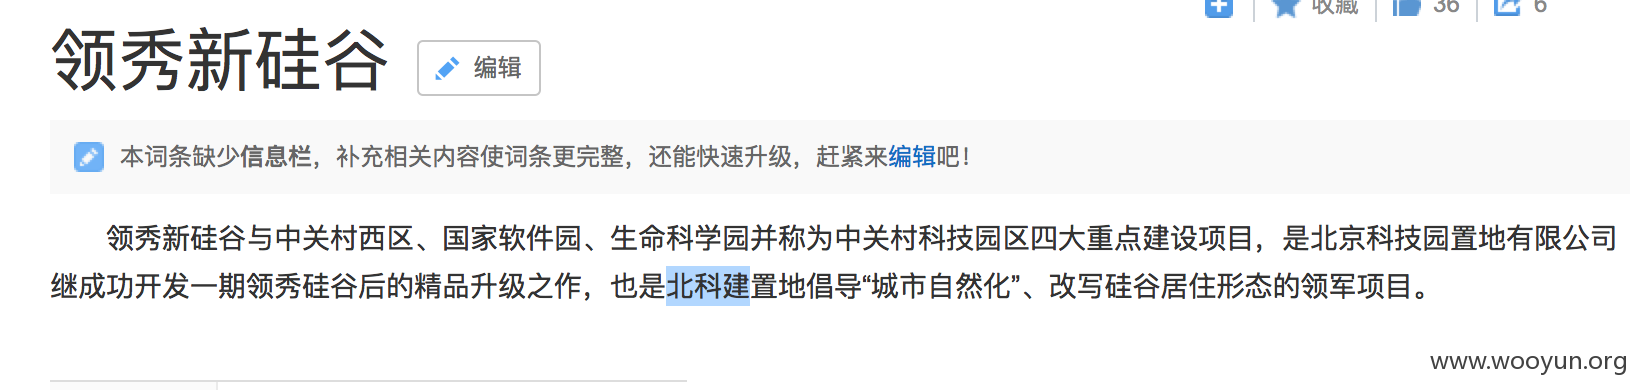 收藏 36 6
领秀新硅谷 编辑
本词条缺少信息栏，补充相关内容使词条更完整，还能快速升级，赶紧来编辑吧！
领秀新硅谷与中关村西区、国家软件园、生命科学园并称为中关村科技园区四大重点建设项目，是北京科技园置地有限公司
继成功开发一期领秀硅谷后的精品升级之作，也是北科建置地倡导“城市自然化”、改写硅谷居住形态的领军项目。
www.wooyun.org